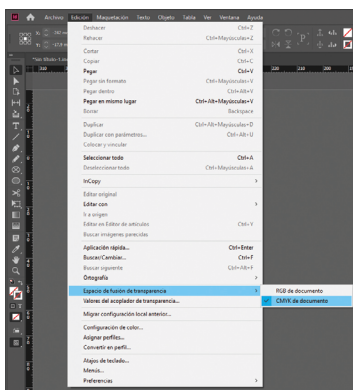 Archivo Edición Maquetación Texto Objeto Tabla Ver Ventana Ayuda
Deshacer Ctrl+Z
Rehacer Ctrl+Mayúsculas+Z
Cortar Ctrl+X
Copiar Ctrl+C
Pegar Ctrl+V
Pegar sin formato Ctrl+Mayúsculas+V
Pegar dentro Ctrl+Alt+V
Pegar en mismo lugar Ctrl+Alt+Mayúsculas+V
Borrar Backspace
Duplicar Ctrl+Alt+Mayúsculas+D
Duplicar con parámetros... Ctrl+Alt+U
Colocar y vincular
Seleccionar todo Ctrl+A
Deseleccionar todo Ctrl+Mayúsculas+A
InCopy
Editar original
Editar con
Ir a origen
Editar en Editor de artículos Ctrl+Y
Buscar imágenes parecidas
Aplicación rápida... Ctrl+Enter
Buscar/Cambiar... Ctrl+F
Buscar siguiente Ctrl+Alt+F
Ortografía
Espacio de fusión de transparencia
RGB de documento
CMYK de documento
Valores del acoplador de transparencia...
Migrar configuración local anterior...
Configuración de color...
Asignar perfiles...
Convertir en perfil...
Atajos de teclado...
Menús...
Preferencias